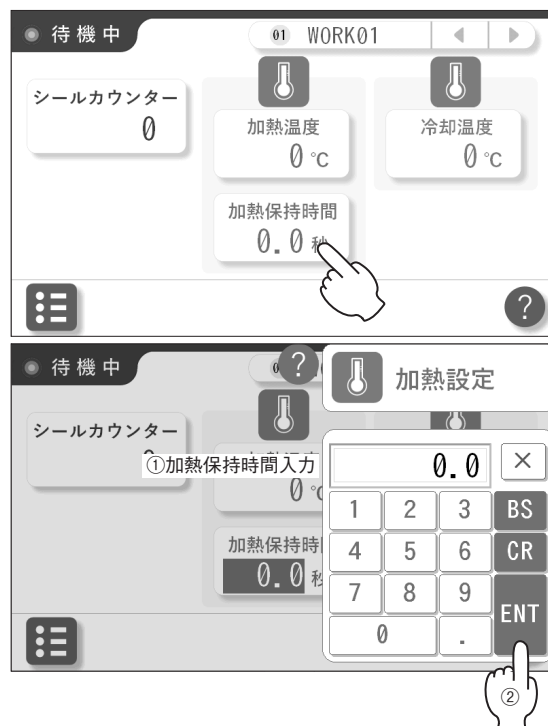 待機中
01 WORK01
シールカウンター
0
加熱温度
0 ℃
冷却温度
0 ℃
加熱保持時間
0.0 秒
?
待機中
0
?
加熱設定
シールカウンター
①加熱保持時間入力
0.0
×
0 ℃
1 2 3 BS
加熱保持時
4 5 6 CR
0.0 秒
7 8 9 ENT
0 .
②